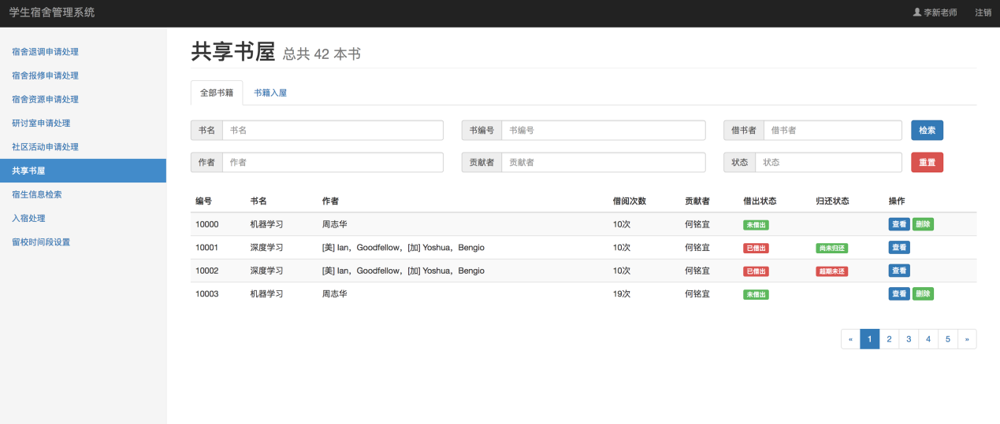 学生宿舍管理系统 李新老师 注销
宿舍退调申请处理
宿舍报修申请处理
宿舍资源申请处理
研讨室申请处理
社区活动申请处理
共享书屋
宿生信息检索
入宿处理
留校时间段设置
共享书屋 总共 42 本书
全部书籍 书籍入屋
书名 书名 书编号 书编号 借书者 借书者 检索
作者 作者 贡献者 贡献者 状态 状态 重置
编号 书名 作者 借阅次数 贡献者 借出状态 归还状态 操作
10000 机器学习 周志华 10次 何铭宜 未借出 查看 删除
10001 深度学习 [美] Ian，Goodfellow，[加] Yoshua，Bengio 10次 何铭宜 已借出 尚未归还 查看
10002 深度学习 [美] Ian，Goodfellow，[加] Yoshua，Bengio 10次 何铭宜 已借出 超期未还 查看
10003 机器学习 周志华 19次 何铭宜 未借出 查看 删除
« 1 2 3 4 5 »